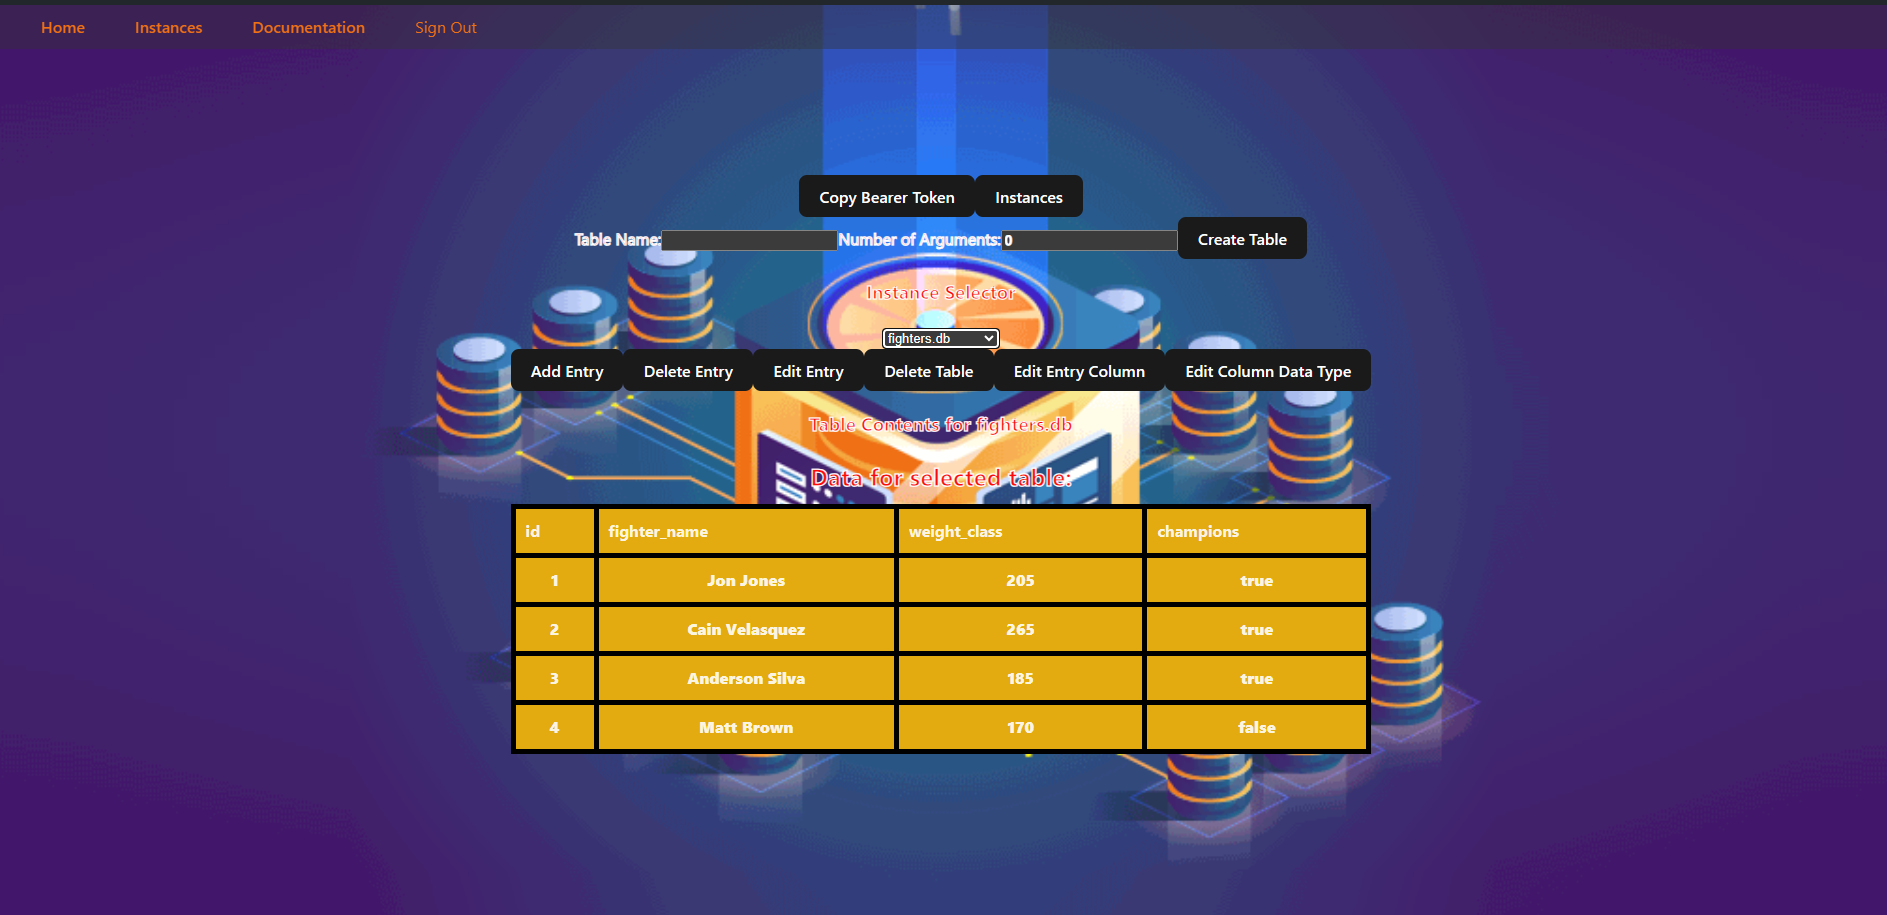 Home Instances Documentation Sign Out
Copy Bearer Token Instances
Table Name: Number of Arguments: 0 Create Table
Instance Selector
fighters.db
Add Entry Delete Entry Edit Entry Delete Table Edit Entry Column Edit Column Data Type
Table Contents for fighters.db
Data for selected table:
id fighter_name weight_class champions
1 Jon Jones 205 true
2 Cain Velasquez 265 true
3 Anderson Silva 185 true
4 Matt Brown 170 false